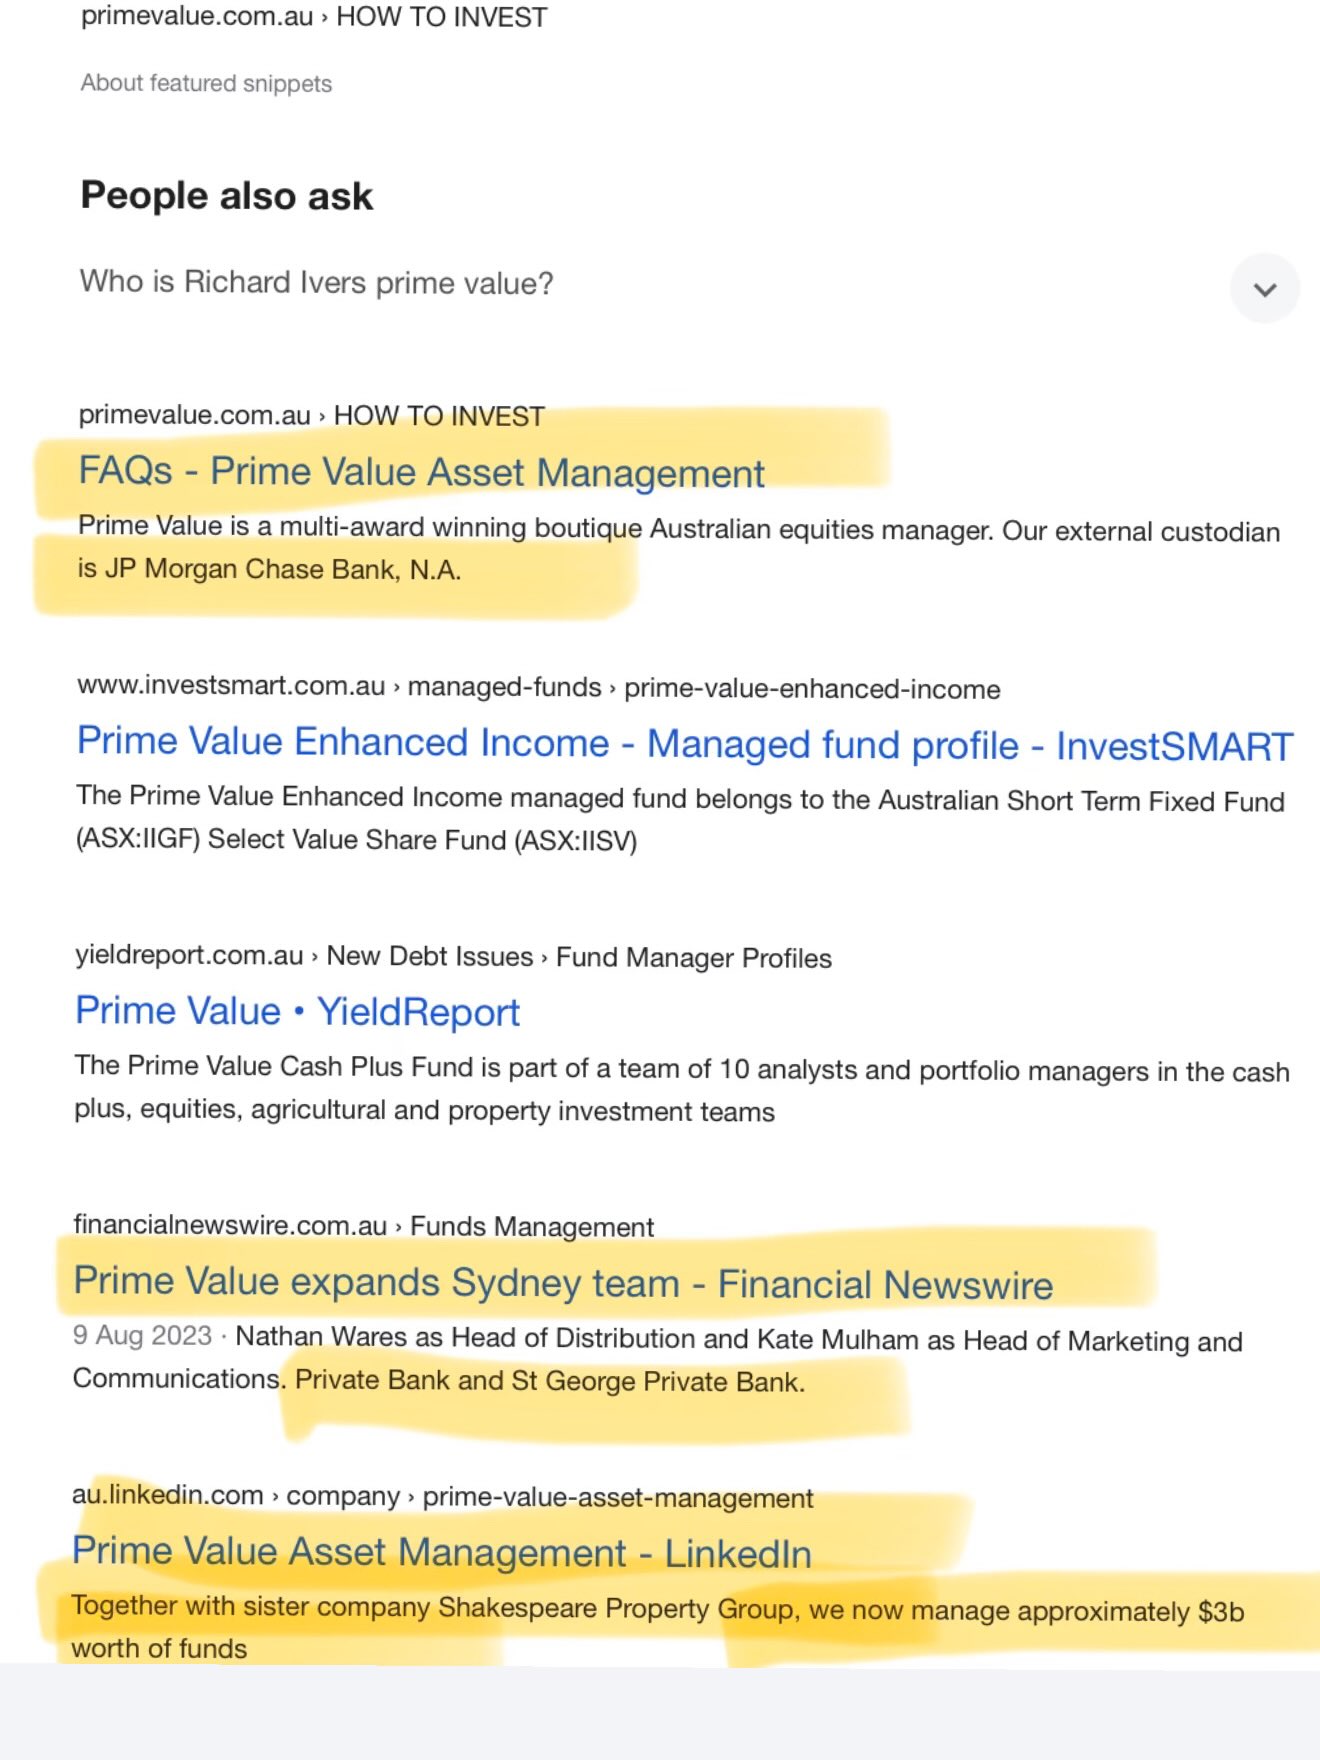 primevalue.com.au › HOW TO INVEST
About featured snippets
People also ask
Who is Richard Ivers prime value?
primevalue.com.au › HOW TO INVEST
FAQs - Prime Value Asset Management
Prime Value is a multi-award winning boutique Australian equities manager. Our external custodian
is JP Morgan Chase Bank, N.A.
www.investsmart.com.au › managed-funds › prime-value-enhanced-income
Prime Value Enhanced Income - Managed fund profile - InvestSMART
The Prime Value Enhanced Income managed fund belongs to the Australian Short Term Fixed Fund
(ASX:IIGF) Select Value Share Fund (ASX:IISV)
yieldreport.com.au › New Debt Issues › Fund Manager Profiles
Prime Value • YieldReport
The Prime Value Cash Plus Fund is part of a team of 10 analysts and portfolio managers in the cash
plus, equities, agricultural and property investment teams
financialnewswire.com.au › Funds Management
Prime Value expands Sydney team - Financial Newswire
9 Aug 2023 · Nathan Wares as Head of Distribution and Kate Mulham as Head of Marketing and
Communications. Private Bank and St George Private Bank.
au.linkedin.com › company › prime-value-asset-management
Prime Value Asset Management - LinkedIn
Together with sister company Shakespeare Property Group, we now manage approximately $3b
worth of funds